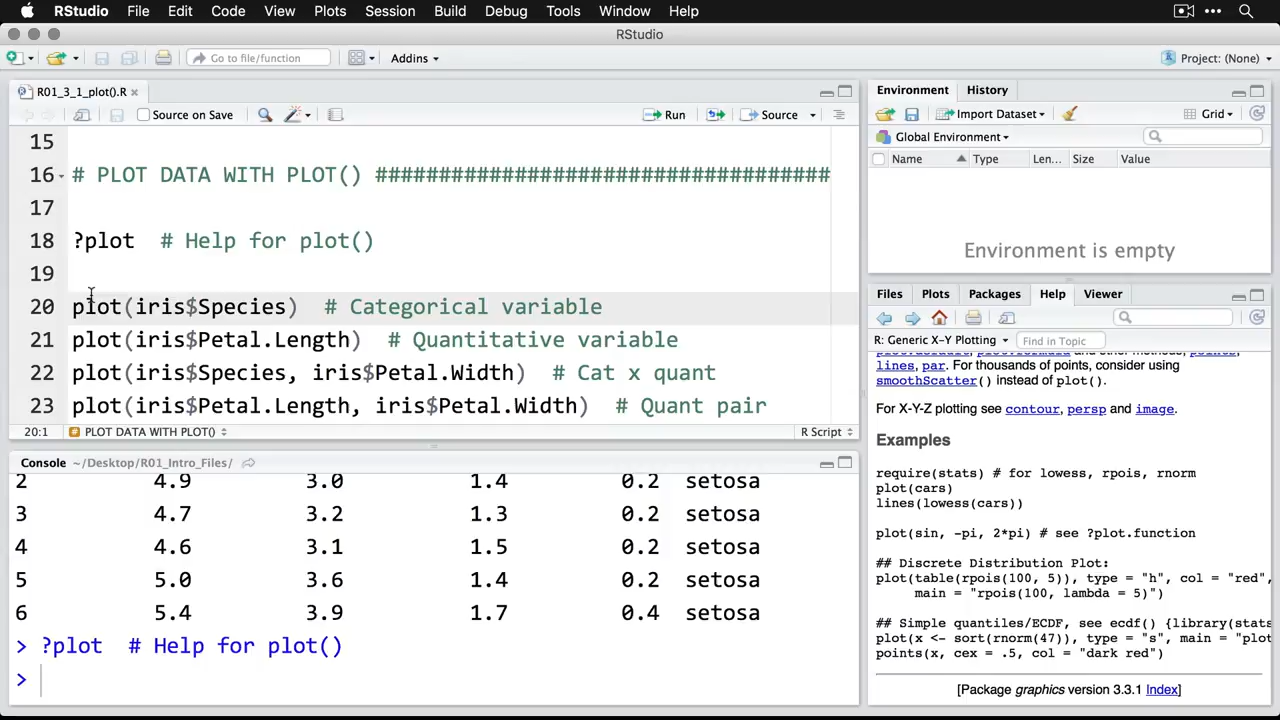 RStudio File Edit Code View Plots Session Build Debug Tools Window Help
RStudio
Go to file/function Addins Project: (None)
R01_3_1_plot().R
Source on Save Run Source
15
16 # PLOT DATA WITH PLOT() ####################################
17
18 ?plot # Help for plot()
19
20 plot(iris$Species) # Categorical variable
21 plot(iris$Petal.Length) # Quantitative variable
22 plot(iris$Species, iris$Petal.Width) # Cat x quant
23 plot(iris$Petal.Length, iris$Petal.Width) # Quant pair
20:1 PLOT DATA WITH PLOT() R Script
Console ~/Desktop/R01_Intro_Files/
2 4.9 3.0 1.4 0.2 setosa
3 4.7 3.2 1.3 0.2 setosa
4 4.6 3.1 1.5 0.2 setosa
5 5.0 3.6 1.4 0.2 setosa
6 5.4 3.9 1.7 0.4 setosa
> ?plot # Help for plot()
>
Environment History
Import Dataset Grid
Global Environment
Name Type Len... Size Value
Environment is empty
Files Plots Packages Help Viewer
R: Generic X-Y Plotting Find in Topic
plot.default, plot.formula and other methods; points,
lines, par. For thousands of points, consider using
smoothScatter() instead of plot().
For X-Y-Z plotting see contour, persp and image.
Examples
require(stats) # for lowess, rpois, rnorm
plot(cars)
lines(lowess(cars))
plot(sin, -pi, 2*pi) # see ?plot.function
## Discrete Distribution Plot:
plot(table(rpois(100, 5)), type = "h", col = "red",
main = "rpois(100, lambda = 5)")
## Simple quantiles/ECDF, see ecdf() {library(stats
plot(x <- sort(rnorm(47)), type = "s", main = "plot
points(x, cex = .5, col = "dark red")
[Package graphics version 3.3.1 Index]